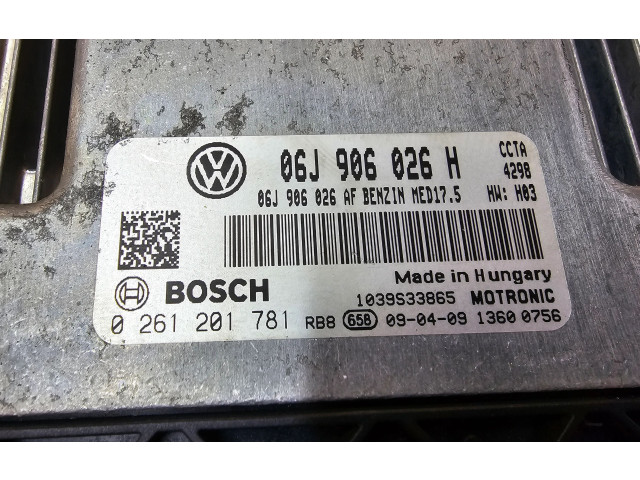 06J 906 026 H
CCTA
4298
06J 906 026 AF BENZIN MED17.5 HW: H03
Made in Hungary
BOSCH
1039S33865 MOTRONIC
0 261 201 781 RB8 658 09-04-09 1360 0756